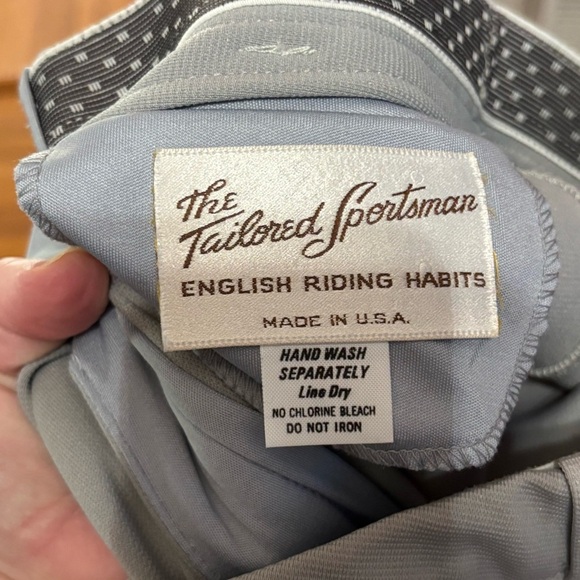 The
Tailored Sportsman
ENGLISH RIDING HABITS
MADE IN U.S.A.
HAND WASH
SEPARATELY
Line Dry
NO CHLORINE BLEACH
DO NOT IRON